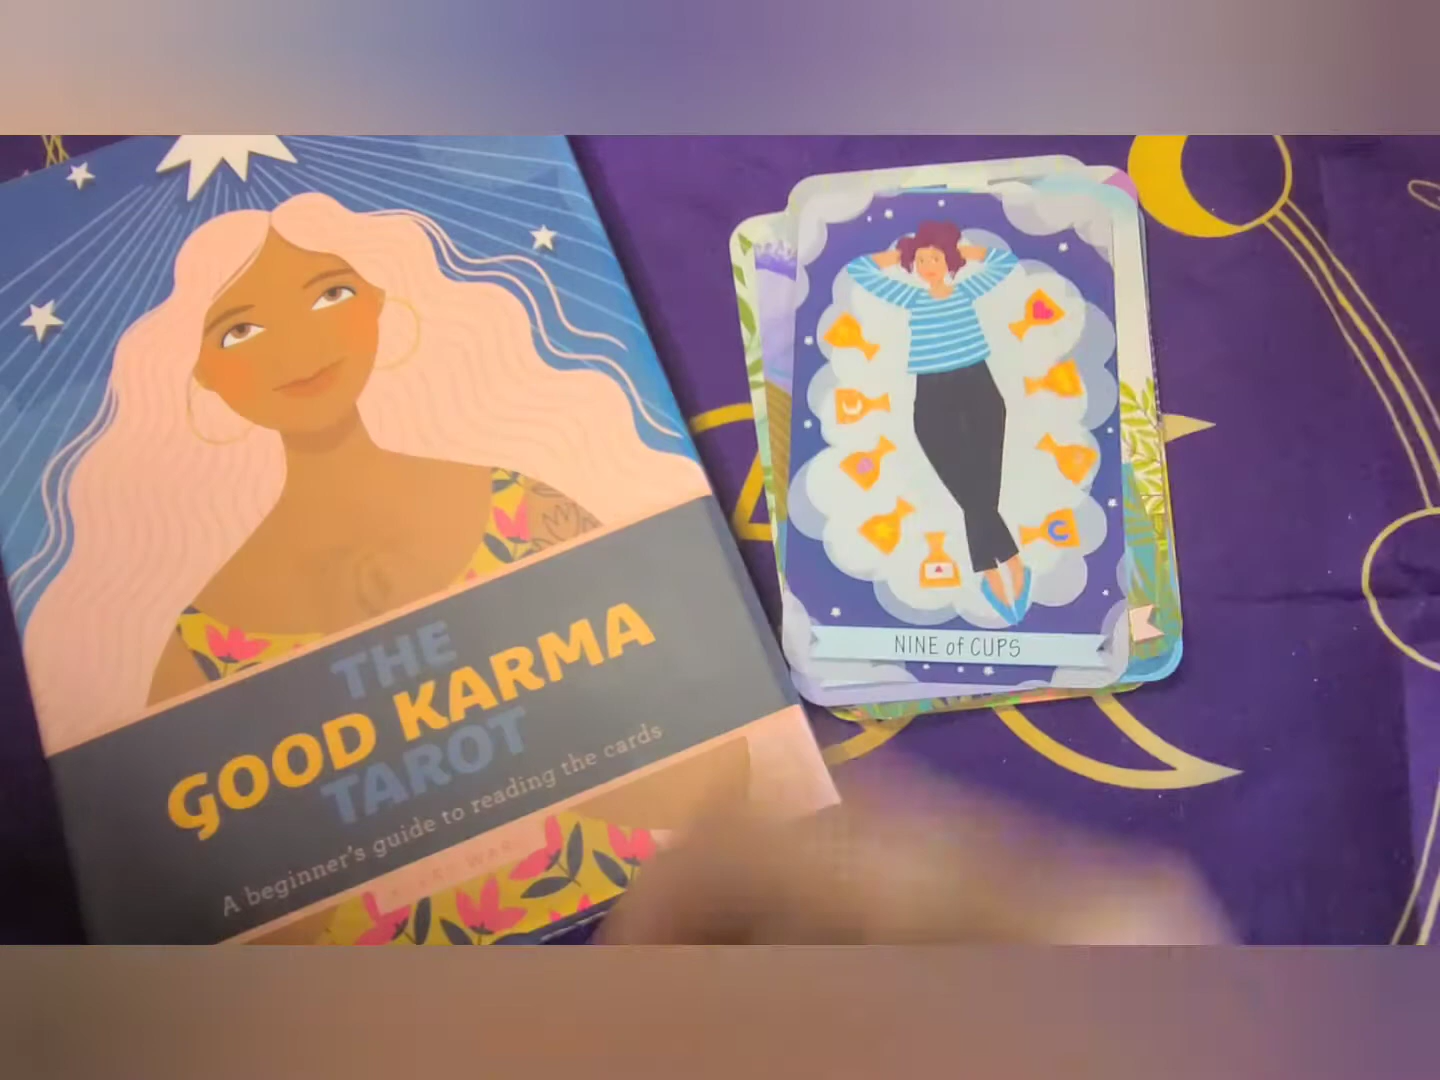 THE
GOOD KARMA
TAROT
A beginner's guide to reading the cards
NINE of CUPS